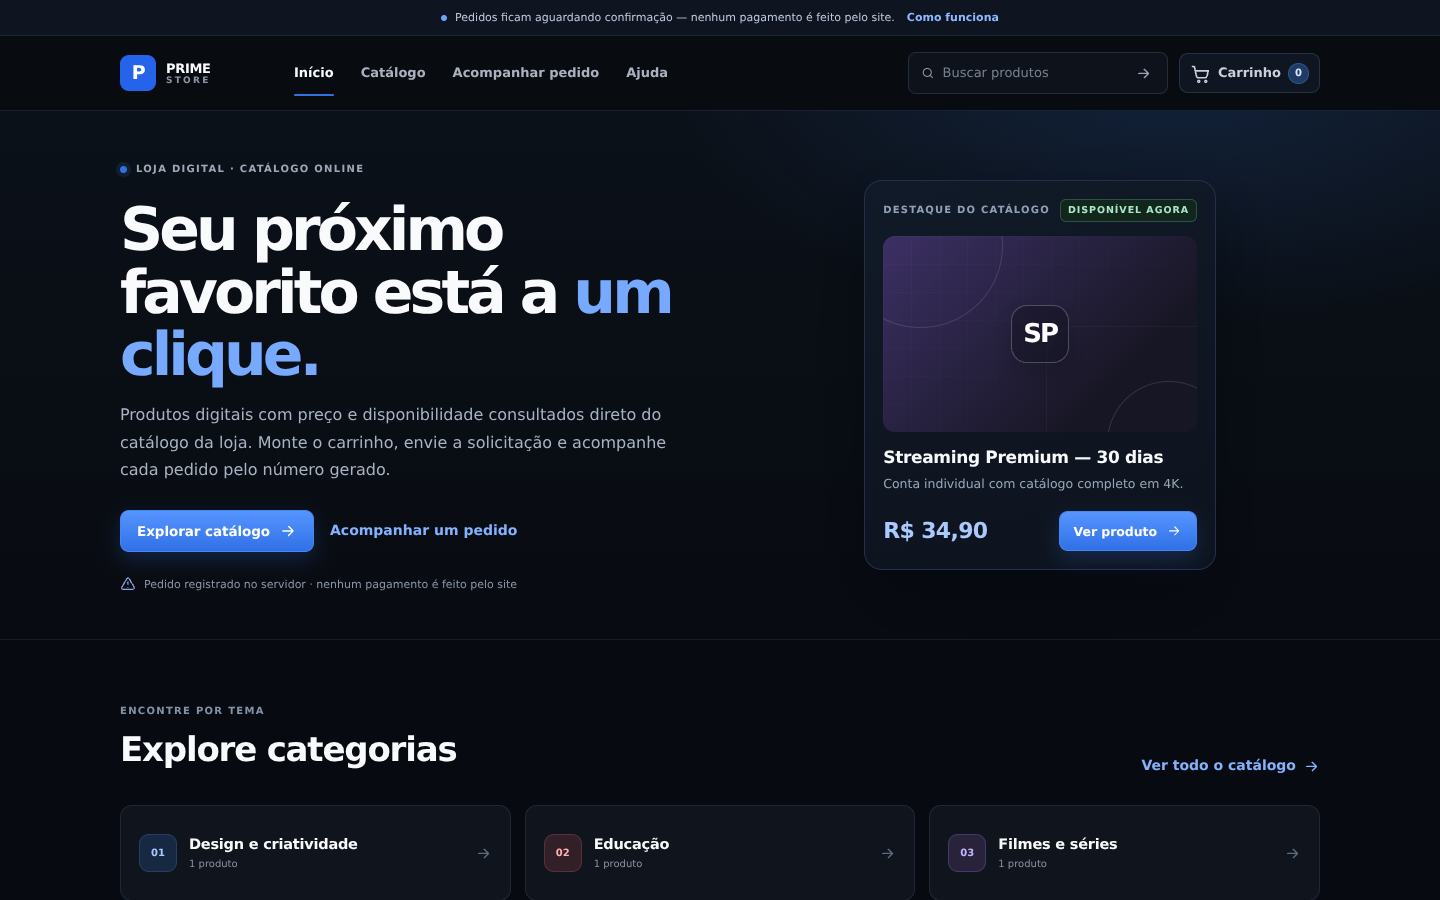 Pedidos ficam aguardando confirmação — nenhum pagamento é feito pelo site. Como funciona
P PRIME STORE
Início Catálogo Acompanhar pedido Ajuda
Buscar produtos
Carrinho 0
LOJA DIGITAL · CATÁLOGO ONLINE
Seu próximo
favorito está a um
clique.
Produtos digitais com preço e disponibilidade consultados direto do
catálogo da loja. Monte o carrinho, envie a solicitação e acompanhe
cada pedido pelo número gerado.
Explorar catálogo
Acompanhar um pedido
Pedido registrado no servidor · nenhum pagamento é feito pelo site
DESTAQUE DO CATÁLOGO
DISPONÍVEL AGORA
SP
Streaming Premium — 30 dias
Conta individual com catálogo completo em 4K.
R$ 34,90
Ver produto
ENCONTRE POR TEMA
Explore categorias
Ver todo o catálogo
01
Design e criatividade
1 produto
02
Educação
1 produto
03
Filmes e séries
1 produto